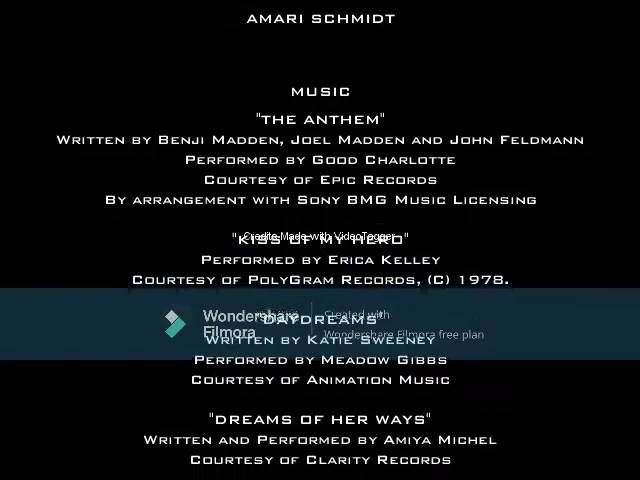 AMARI SCHMIDT
MUSIC
"THE ANTHEM"
WRITTEN BY BENJI MADDEN, JOEL MADDEN AND JOHN FELDMANN
PERFORMED BY GOOD CHARLOTTE
COURTESY OF EPIC RECORDS
BY ARRANGEMENT WITH SONY BMG MUSIC LICENSING
"KISS OF MY HERO"
Credits Made with VideoTagger
PERFORMED BY ERICA KELLEY
COURTESY OF POLYGRAM RECORDS, (C) 1978.
"DAYDREAMS"
Wondershare
Filmora
Created with
Wondershare Filmora free plan
WRITTEN BY KATIE SWEENEY
PERFORMED BY MEADOW GIBBS
COURTESY OF ANIMATION MUSIC
"DREAMS OF HER WAYS"
WRITTEN AND PERFORMED BY AMIYA MICHEL
COURTESY OF CLARITY RECORDS